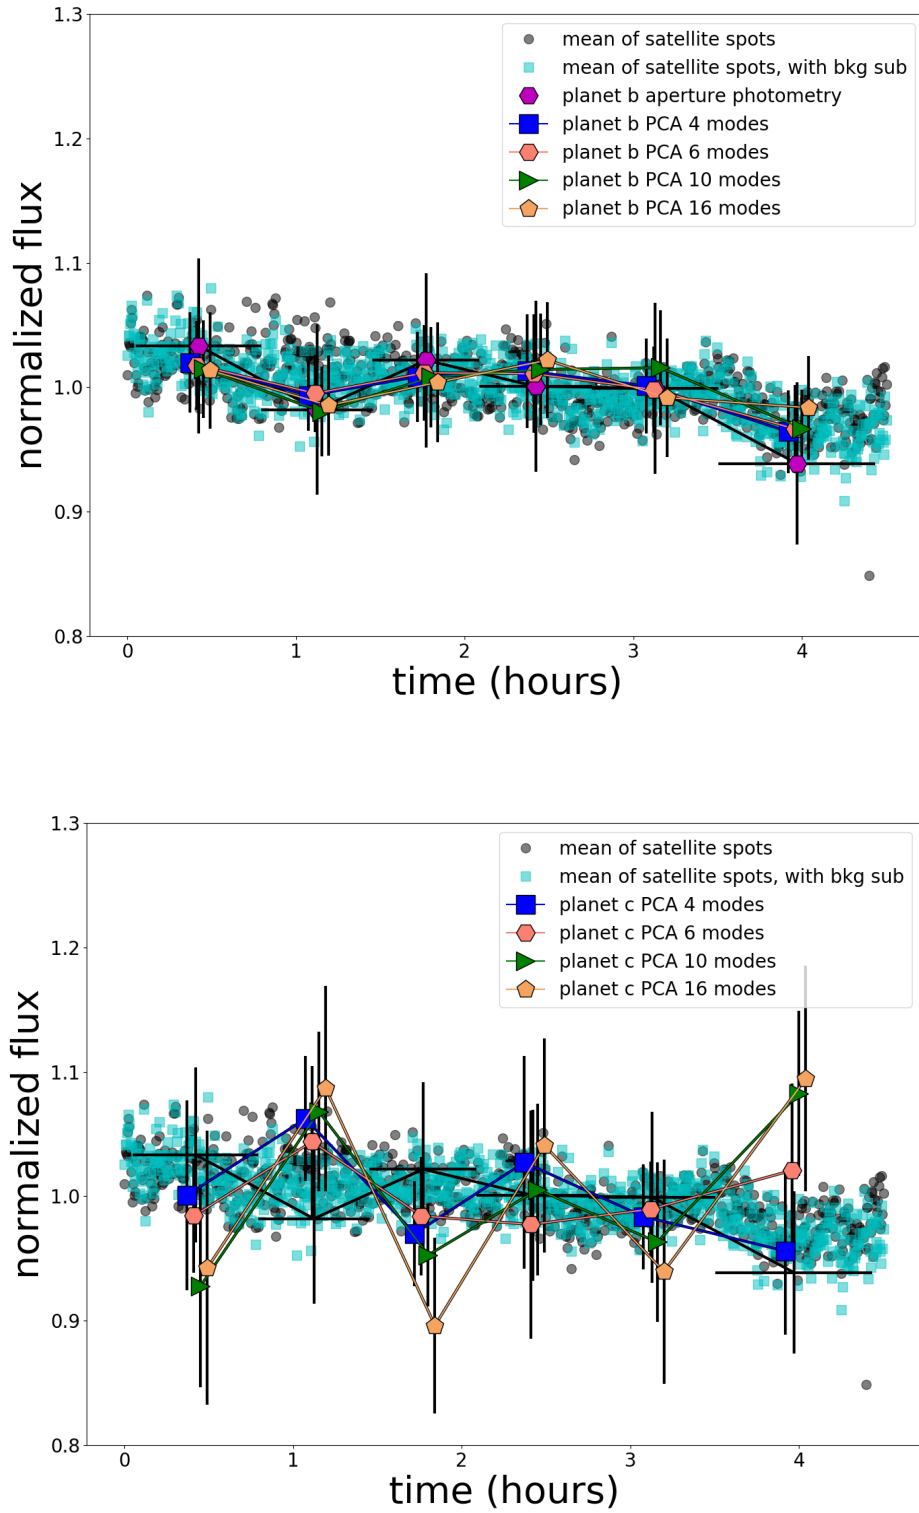 1.3
mean of satellite spots
mean of satellite spots, with bkg sub
planet b aperture photometry
planet b PCA 4 modes
planet b PCA 6 modes
planet b PCA 10 modes
planet b PCA 16 modes
1.2
1.1
1.0
0.9
0.8
normalized flux
0 1 2 3 4
time (hours)
1.3
mean of satellite spots
mean of satellite spots, with bkg sub
planet c PCA 4 modes
planet c PCA 6 modes
planet c PCA 10 modes
planet c PCA 16 modes
1.2
1.1
1.0
0.9
0.8
normalized flux
0 1 2 3 4
time (hours)